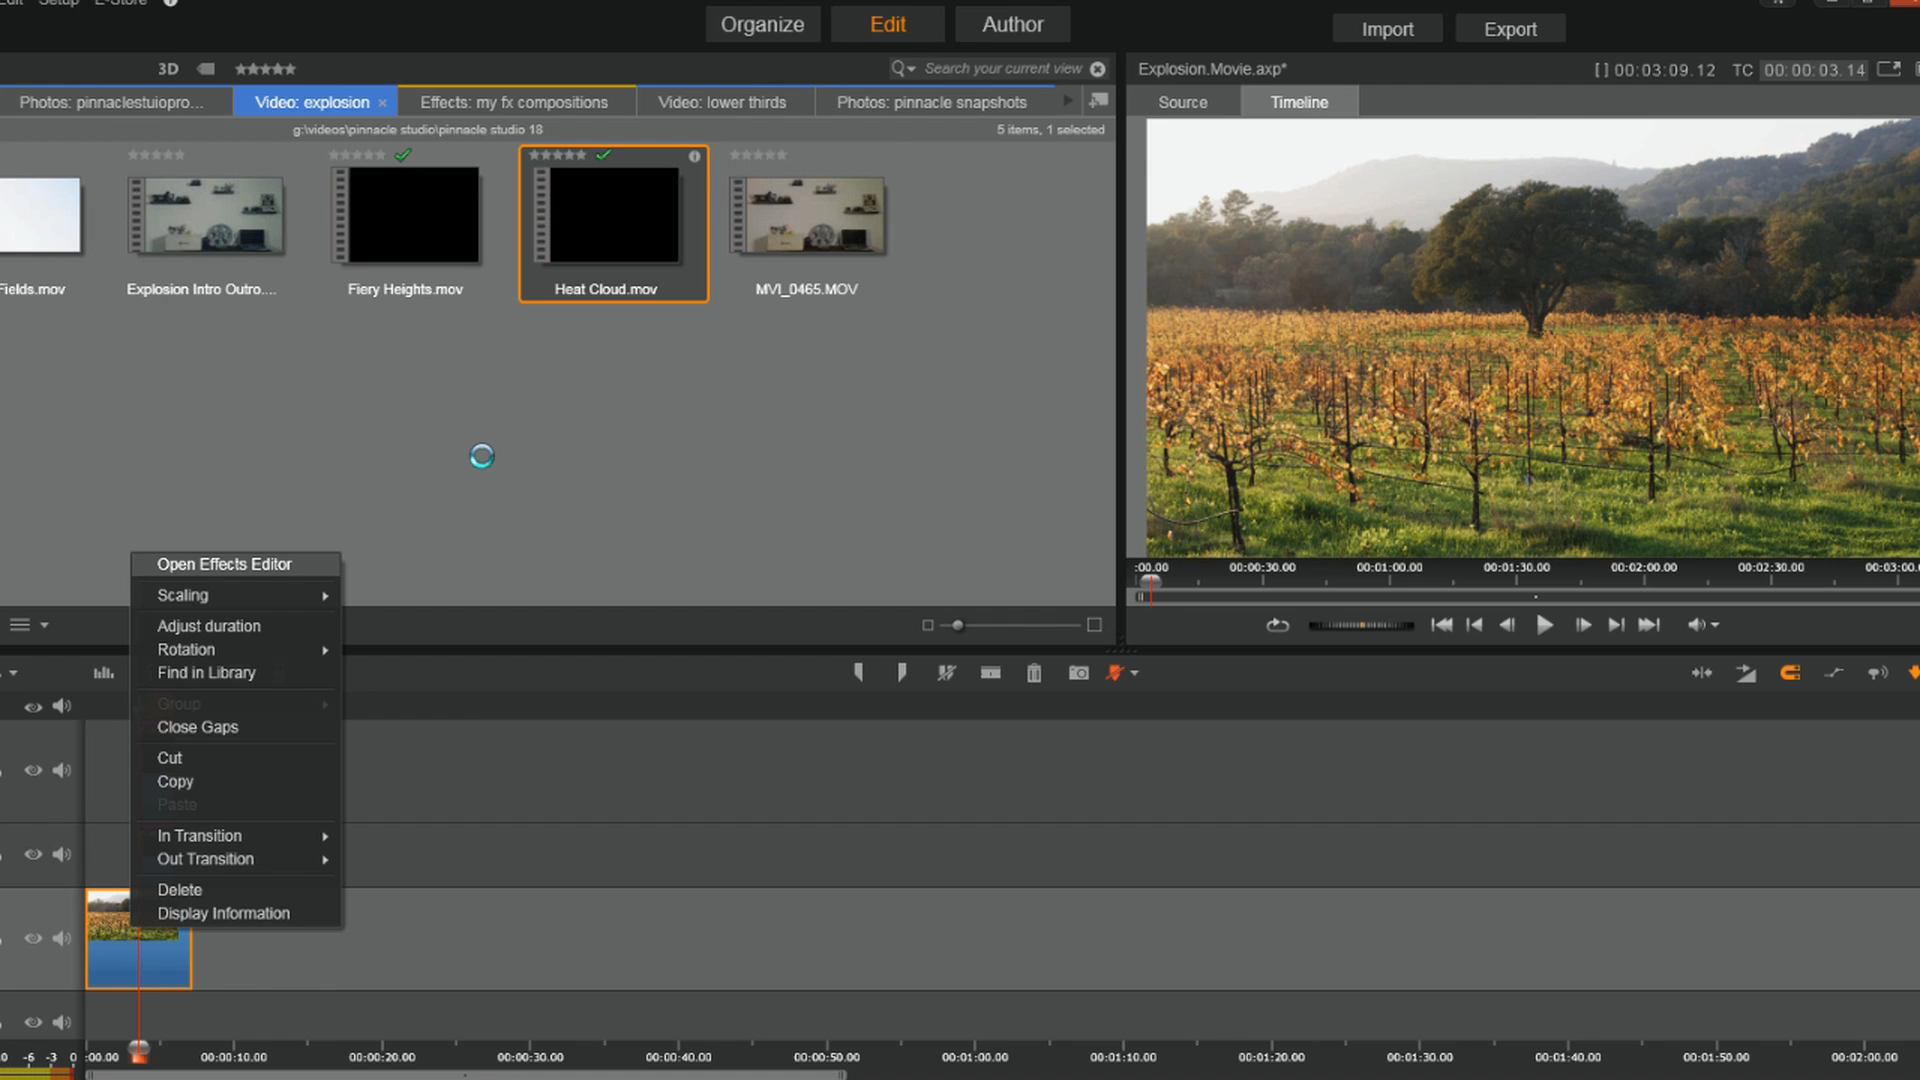 Edit Setup E-Store
Organize Edit Author
Import Export
3D
Search your current view
Explosion.Movie.axp*
[ ] 00:03:09.12 TC 00:00:03.14
Photos: pinnaclestuiopro... Video: explosion × Effects: my fx compositions Video: lower thirds Photos: pinnacle snapshots
Source Timeline
g:\videos\pinnacle studio\pinnacle studio 18
5 items, 1 selected
Fields.mov Explosion Intro Outro.... Fiery Heights.mov Heat Cloud.mov MVI_0465.MOV
:00.00 00:00:30.00 00:01:00.00 00:01:30.00 00:02:00.00 00:02:30.00 00:03:00.
Open Effects Editor
Scaling
Adjust duration
Rotation
Find in Library
Group
Close Gaps
Cut
Copy
Paste
In Transition
Out Transition
Delete
Display Information
0 -6 -3 0 :00.00 00:00:10.00 00:00:20.00 00:00:30.00 00:00:40.00 00:00:50.00 00:01:00.00 00:01:10.00 00:01:20.00 00:01:30.00 00:01:40.00 00:01:50.00 00:02:00.00